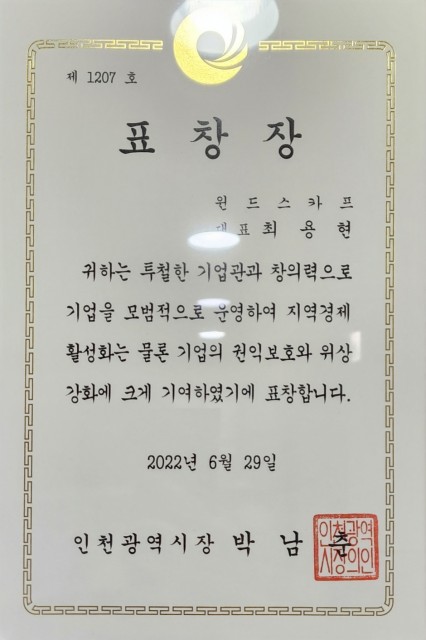 제 1207 호
표 창 장
윈 드 스 카 프
대표 최 용 현
귀하는 투철한 기업관과 창의력으로
기업을 모범적으로 운영하여 지역경제
활성화는 물론 기업의 권익보호와 위상
강화에 크게 기여하였기에 표창합니다.
2022년 6월 29일
인천광역시장 박 남 춘
인천광역
시장의인